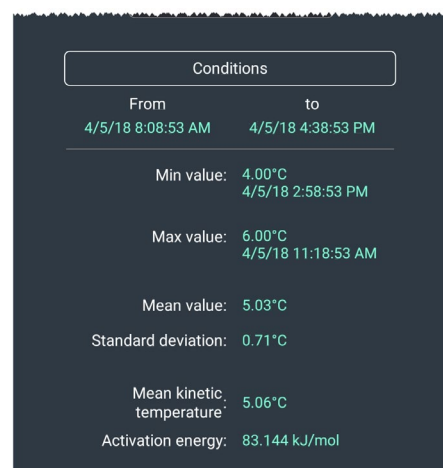 Conditions
From to
4/5/18 8:08:53 AM 4/5/18 4:38:53 PM
Min value: 4.00°C
4/5/18 2:58:53 PM
Max value: 6.00°C
4/5/18 11:18:53 AM
Mean value: 5.03°C
Standard deviation: 0.71°C
Mean kinetic
temperature: 5.06°C
Activation energy: 83.144 kJ/mol